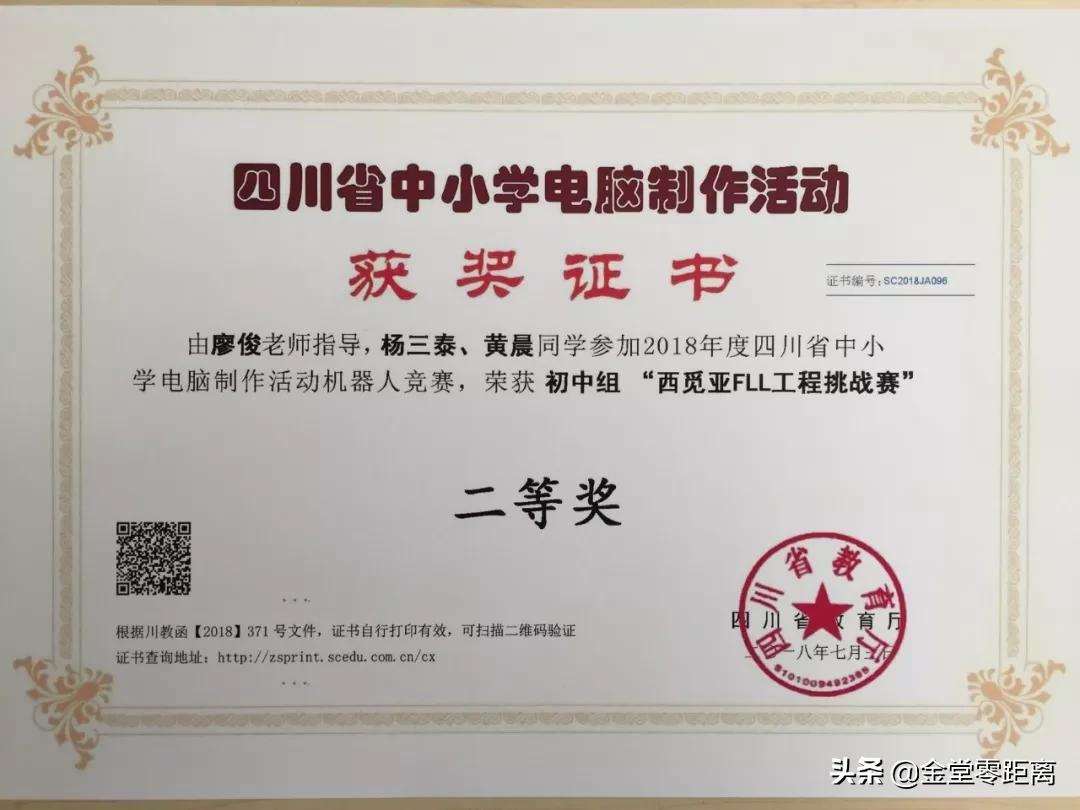 四川省中小学电脑制作活动
获奖证书
证书编号：SC2018JA096
由廖俊老师指导，杨三泰、黄晨同学参加2018年度四川省中小
学电脑制作活动机器人竞赛，荣获 初中组 “西觅亚FLL工程挑战赛”
二等奖
四川省教育厅
四川省教育厅
八年七月
5101009492385
...
根据川教函【2018】371 号文件，证书自行打印有效，可扫描二维码验证
证书查询地址：http://zsprint.scedu.com.cn/cx
...
头条 @金堂零距离